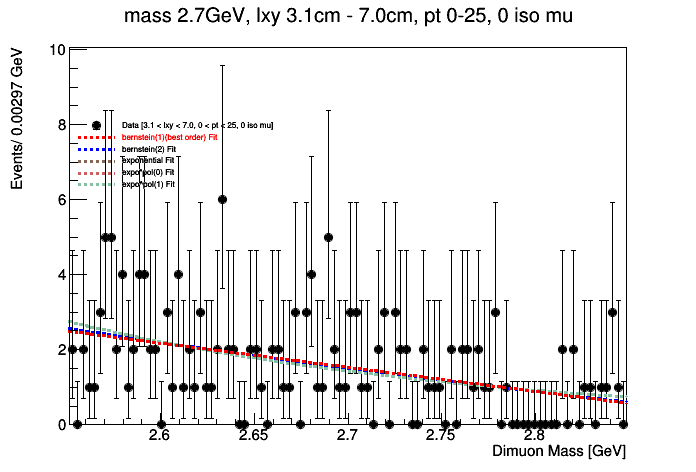 mass 2.7GeV, lxy 3.1cm - 7.0cm, pt 0-25, 0 iso mu
Events/ 0.00297 GeV
10
8
6
4
2
0
Data [3.1 < lxy < 7.0, 0 < pt < 25, 0 iso mu]
bernstein(1)(best order) Fit
bernstein(2) Fit
exponential Fit
expo*pol(0) Fit
expo*pol(1) Fit
2.6 2.65 2.7 2.75 2.8
Dimuon Mass [GeV]